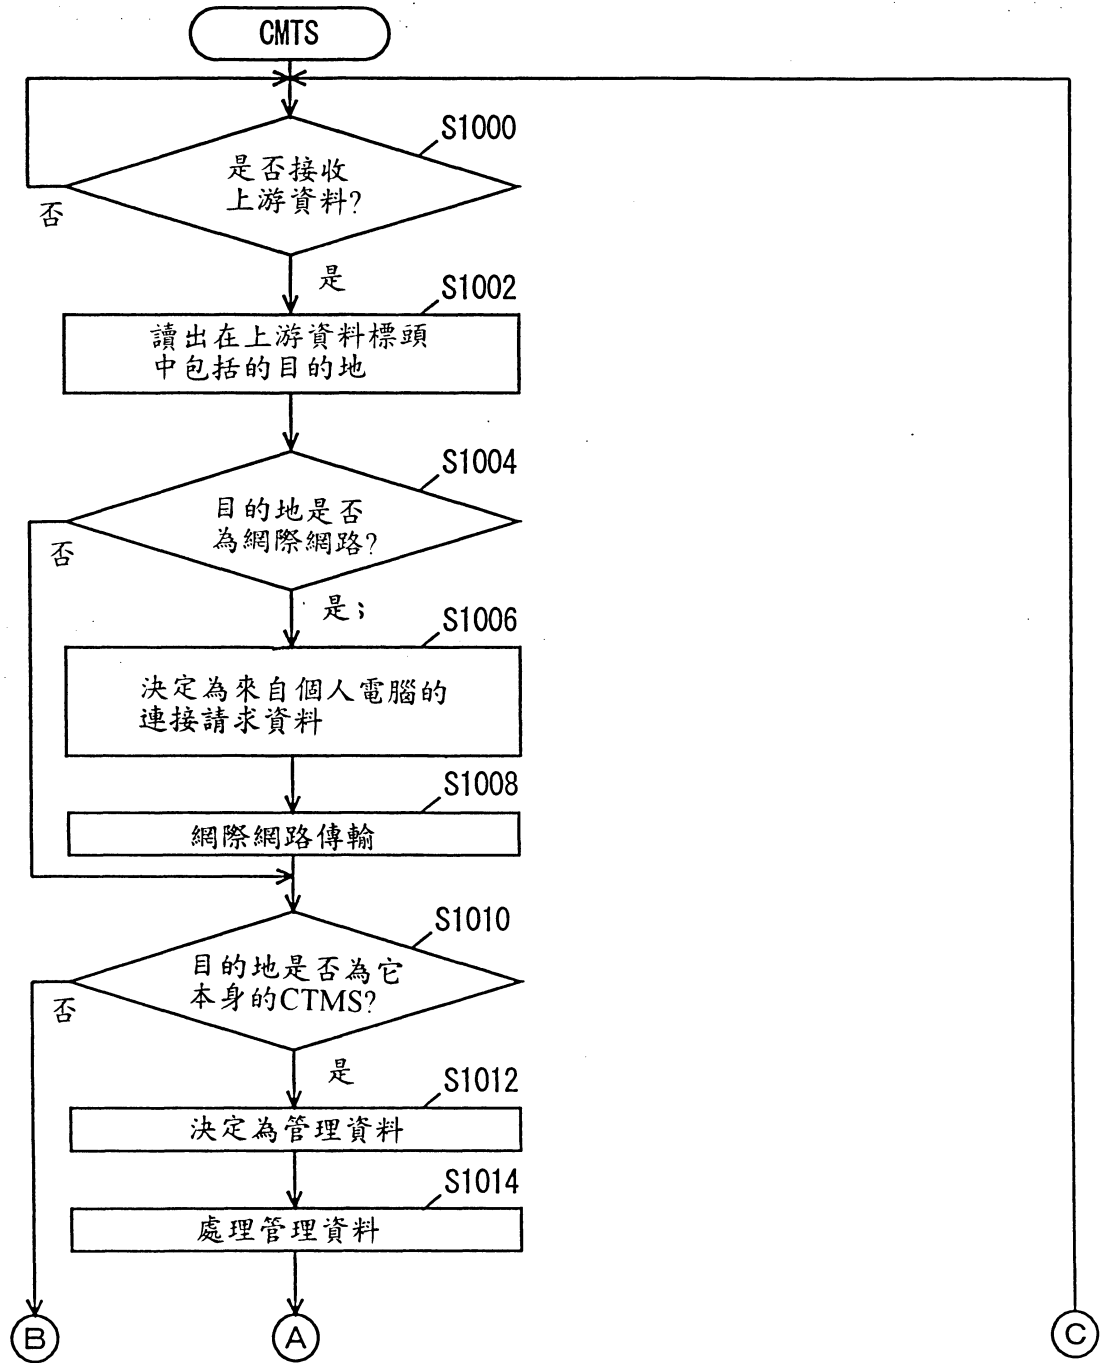 CMTS
S1000
是否接收
上游資料?
否
是
S1002
讀出在上游資料標頭
中包括的目的地
S1004
目的地是否
為網際網路?
否
是;
S1006
決定為來自個人電腦的
連接請求資料
S1008
網際網路傳輸
S1010
目的地是否為它
本身的CTMS?
否
是
S1012
決定為管理資料
S1014
處理管理資料
B
A
C